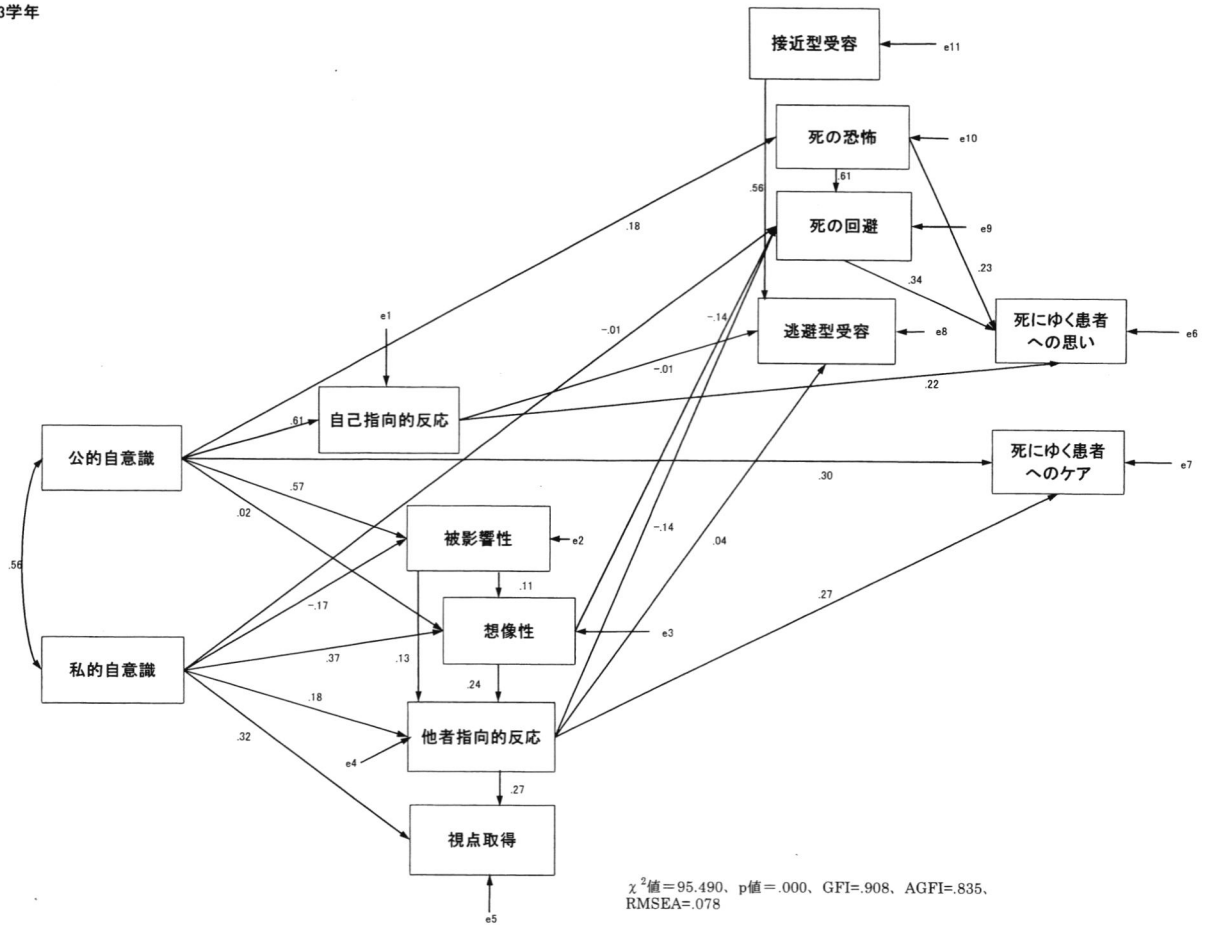 3学年
接近型受容
e11
死の恐怖
e10
.56
.61
死の回避
e9
.18
.34
.23
e1
-.01
-.14
逃避型受容
e8
死にゆく患者
への思い
e6
-.01
.22
自己指向的反応
.61
公的自意識
死にゆく患者
へのケア
e7
.30
.57
.02
被影響性
e2
-.14
.04
.56
.11
-.17
想像性
e3
.27
私的自意識
.37
.13
.24
.18
.32
他者指向的反応
e4
.27
視点取得
e5
χ²値=95.490、p値=.000、GFI=.908、AGFI=.835、
RMSEA=.078